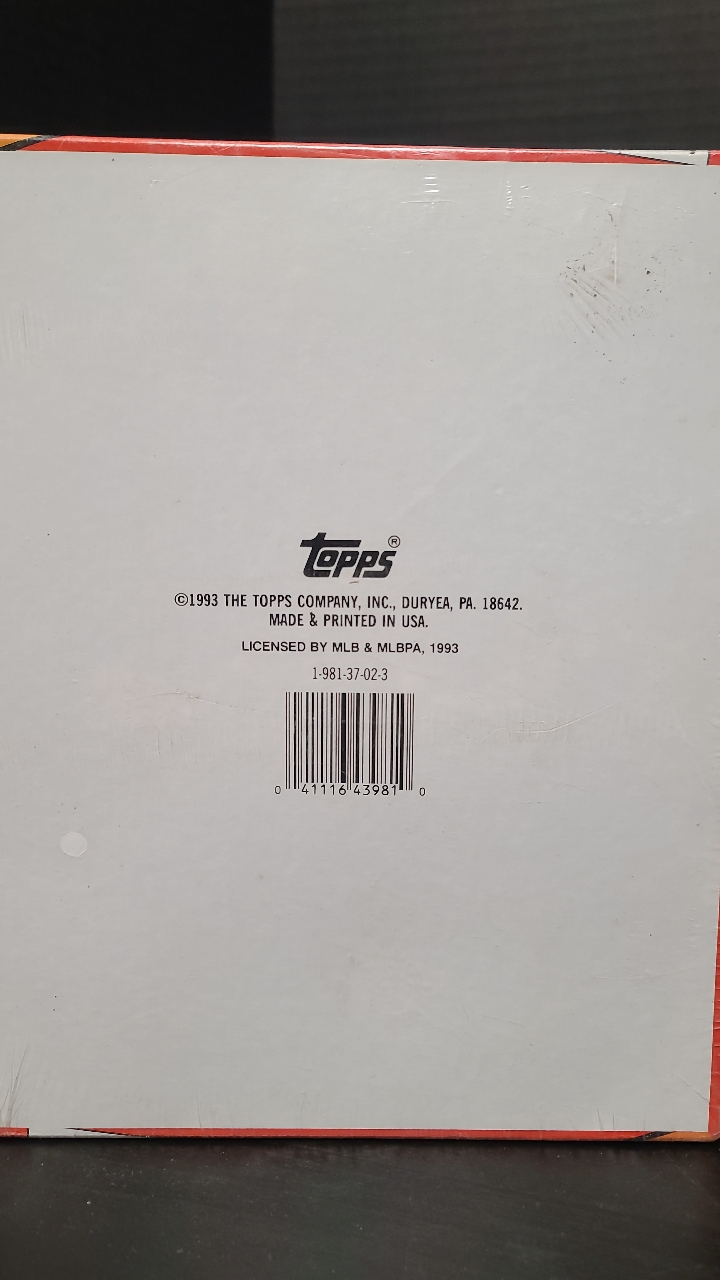 topps®
©1993 THE TOPPS COMPANY, INC., DURYEA, PA. 18642.
MADE & PRINTED IN USA.
LICENSED BY MLB & MLBPA, 1993
1-981-37-02-3
0 41116 43981 0